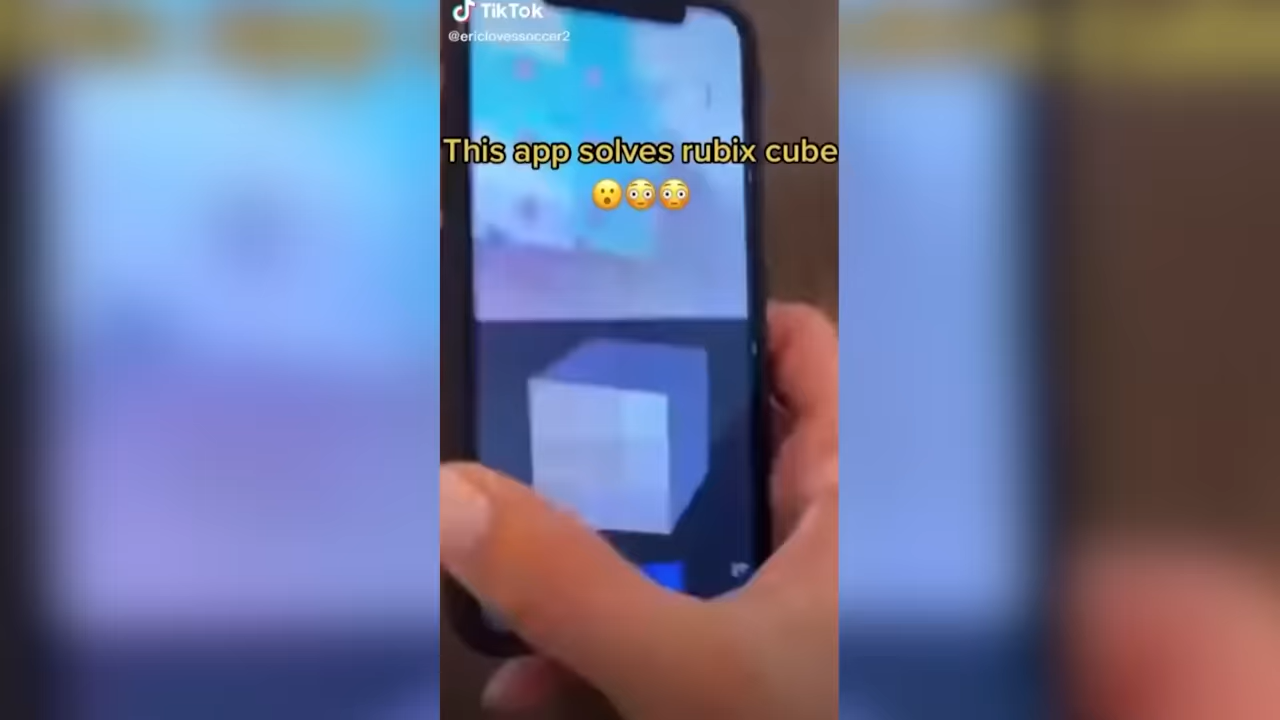 TikTok
@ericlovessoccer2
This app solves rubix cube
😮😳😳